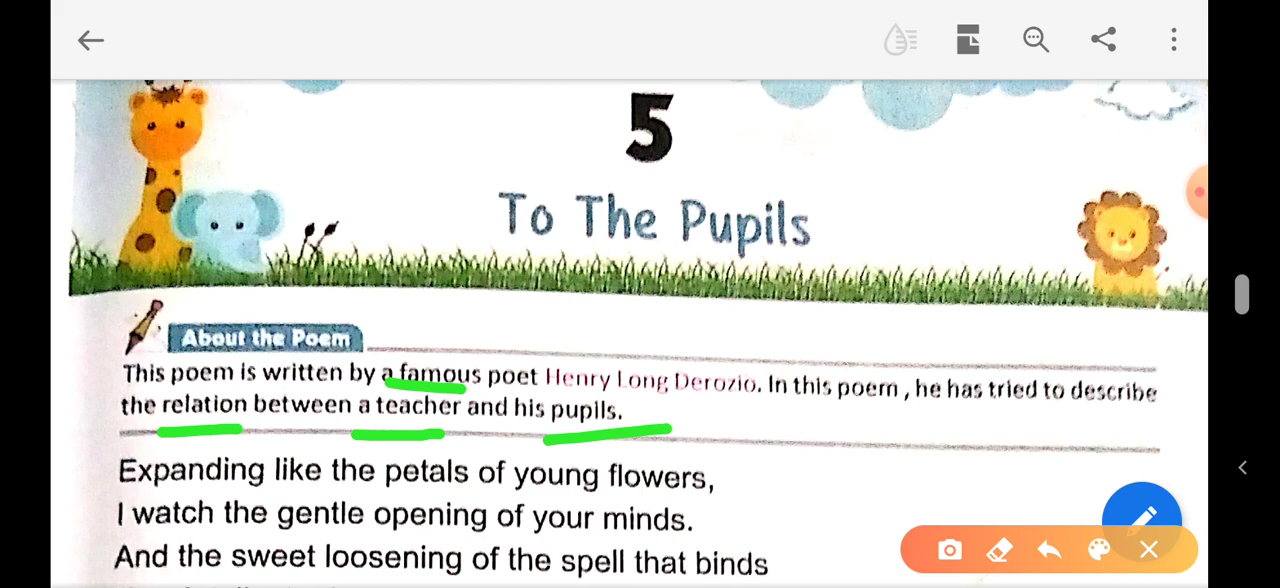 5
To The Pupils
About the Poem
This poem is written by a famous poet Henry Long Derozio. In this poem , he has tried to describe
the relation between a teacher and his pupils.
Expanding like the petals of young flowers,
I watch the gentle opening of your minds.
And the sweet loosening of the spell that binds